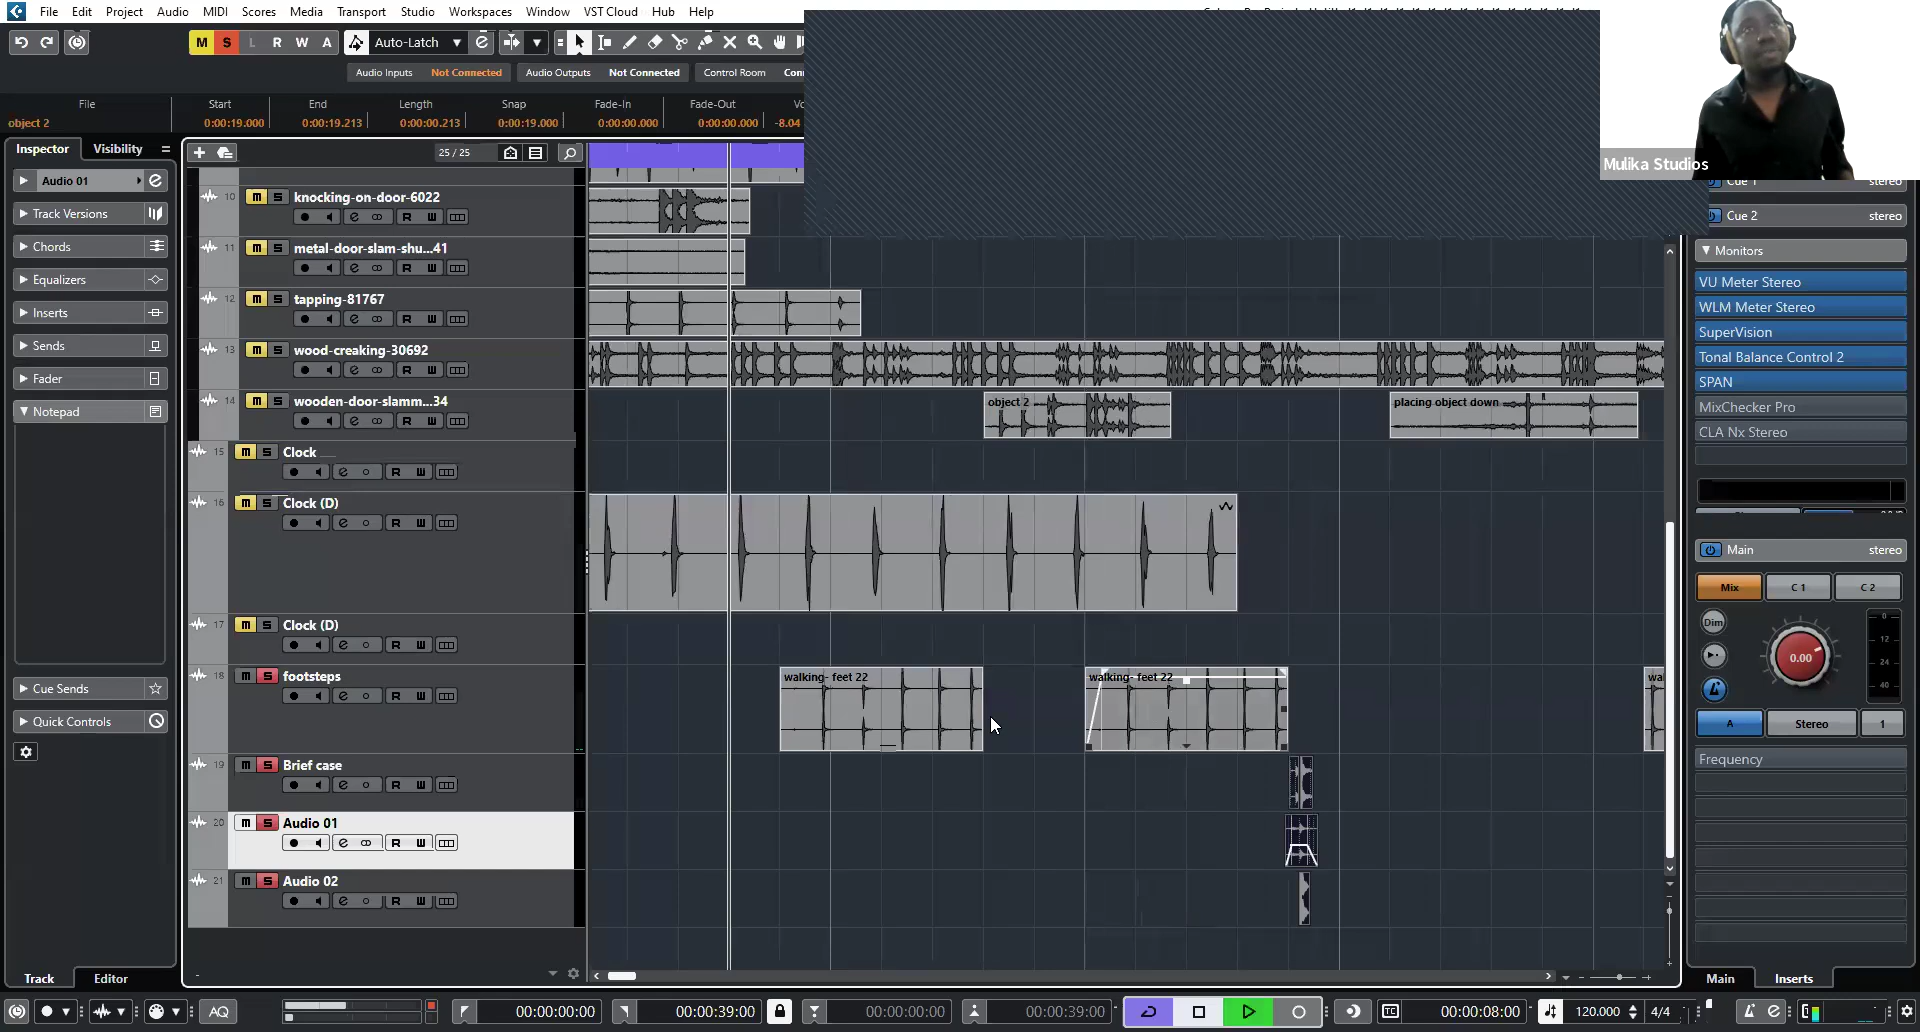 File Edit Project Audio MIDI Scores Media Transport Studio Workspaces Window VST Cloud Hub Help
M S L R W A Auto-Latch
Audio Inputs Not Connected Audio Outputs Not Connected Control Room
File Start End Length Snap Fade-In Fade-Out
object 2 0:00:19.000 0:00:19.213 0:00:00.213 0:00:19.000 0:00:00.000 0:00:00.000 -8.04
Mulika Studios
Inspector Visibility
25 / 25
Audio 01
Track Versions
Chords
Equalizers
Inserts
Sends
Fader
Notepad
Cue Sends
Quick Controls
10 m S knocking-on-door-6022
R W
11 m S metal-door-slam-shu...41
R W
12 m S tapping-81767
R W
13 m S wood-creaking-30692
R W
14 m S wooden-door-slamm...34
R W
object 2
placing object down
15 m S Clock
R W
16 m S Clock (D)
R W
17 m S Clock (D)
R W
18 m S footsteps
R W
walking- feet 22
walking- feet 22
wal
19 m S Brief case
R W
20 m S Audio 01
R W
21 m S Audio 02
R W
Cue 1 stereo
Cue 2 stereo
Monitors
VU Meter Stereo
WLM Meter Stereo
SuperVision
Tonal Balance Control 2
SPAN
MixChecker Pro
CLA Nx Stereo
Main stereo
Mix C 1 C 2
Dim
0.00
0
12
24
40
A Stereo 1
Frequency
Track Editor
Main Inserts
AQ 00:00:00:00 00:00:39:00 00:00:00:00 00:00:39:00 TC 00:00:08:00 120.000 4/4